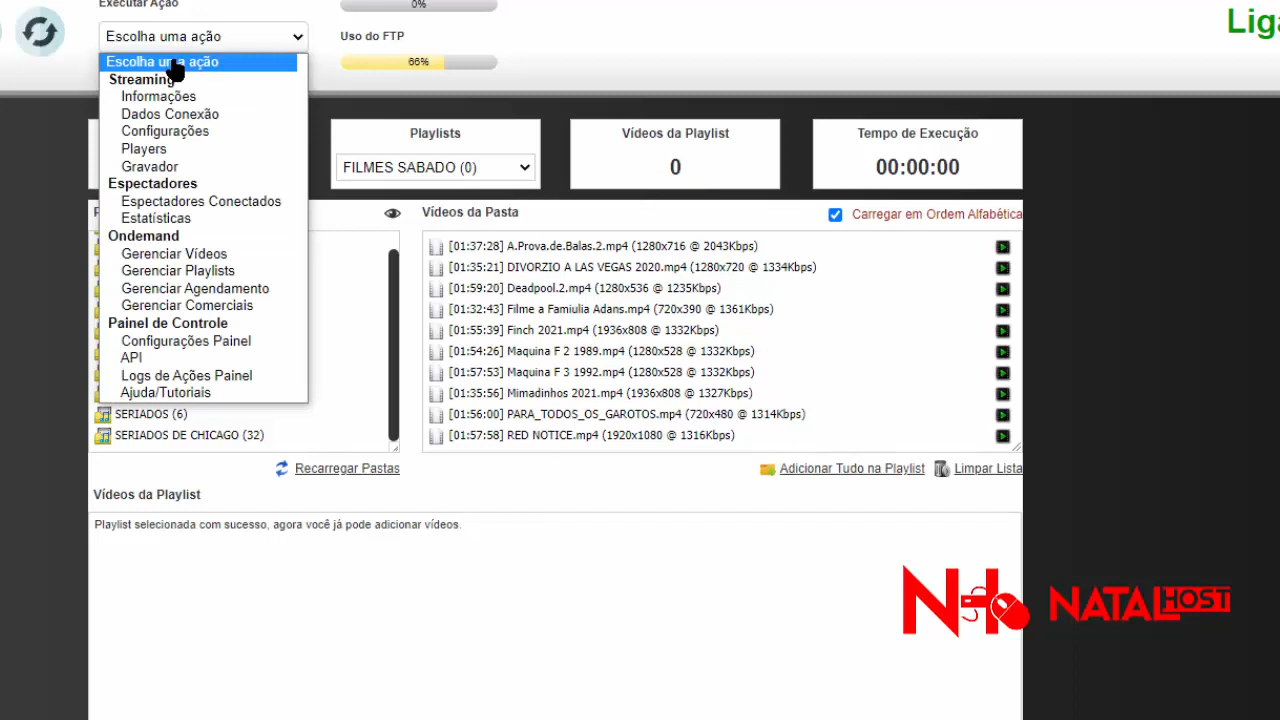 Executar Ação
0%
Escolha uma ação
Uso do FTP
66%
Escolha uma ação
Streaming
Informações
Dados Conexão
Configurações
Players
Gravador
Espectadores
Espectadores Conectados
Estatísticas
Ondemand
Gerenciar Vídeos
Gerenciar Playlists
Gerenciar Agendamento
Gerenciar Comerciais
Painel de Controle
Configurações Painel
API
Logs de Ações Painel
Ajuda/Tutoriais
Playlists
FILMES SABADO (0)
Vídeos da Playlist
0
Tempo de Execução
00:00:00
SERIADOS (6)
SERIADOS DE CHICAGO (32)
Recarregar Pastas
Vídeos da Pasta
Carregar em Ordem Alfabética
[01:37:28] A.Prova.de.Balas.2.mp4 (1280x716 @ 2043Kbps)
[01:35:21] DIVORZIO A LAS VEGAS 2020.mp4 (1280x720 @ 1334Kbps)
[01:59:20] Deadpool.2.mp4 (1280x536 @ 1235Kbps)
[01:32:43] Filme a Famiulia Adans.mp4 (720x390 @ 1361Kbps)
[01:55:39] Finch 2021.mp4 (1936x808 @ 1332Kbps)
[01:54:26] Maquina F 2 1989.mp4 (1280x528 @ 1332Kbps)
[01:57:53] Maquina F 3 1992.mp4 (1280x528 @ 1332Kbps)
[01:35:56] Mimadinhos 2021.mp4 (1936x808 @ 1327Kbps)
[01:56:00] PARA_TODOS_OS_GAROTOS.mp4 (720x480 @ 1314Kbps)
[01:57:58] RED NOTICE.mp4 (1920x1080 @ 1316Kbps)
Adicionar Tudo na Playlist
Limpar Lista
Vídeos da Playlist
Playlist selecionada com sucesso, agora você já pode adicionar vídeos.
NATALHOST